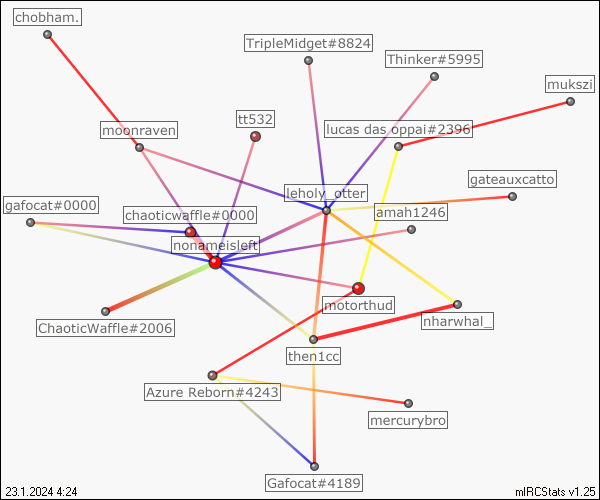 chobham.
TripleMidget#8824
Thinker#5995
mukszi
tt532
moonraven
lucas das oppai#2396
leholy_otter
gateauxcatto
gafocat#0000
chaoticwaffle#0000
amah1246
nonameisleft
motorthud
ChaoticWaffle#2006
nharwhal_
then1cc
Azure Reborn#4243
mercurybro
Gafocat#4189
23.1.2024 4:24
mIRCStats v1.25